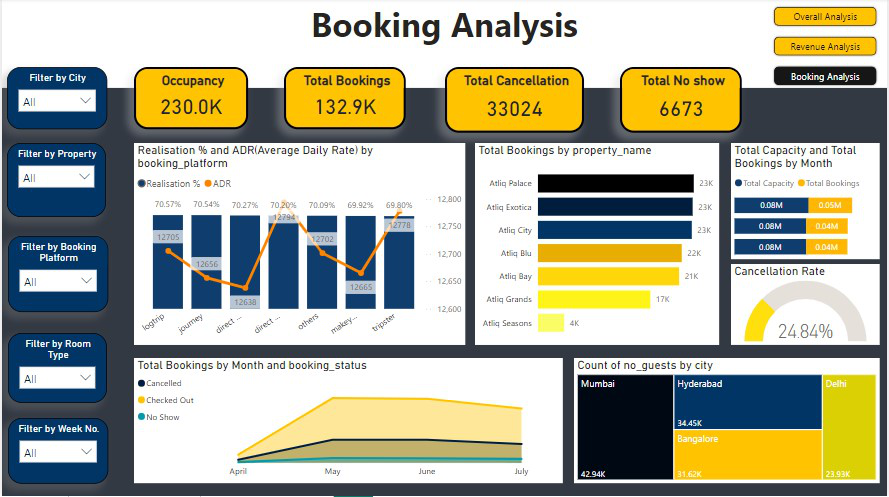 Booking Analysis
Overall Analysis
Revenue Analysis
Booking Analysis
Filter by City
All
Filter by Property
All
Filter by Booking
Platform
All
Filter by Room
Type
All
Filter by Week No.
All
Occupancy
230.0K
Total Bookings
132.9K
Total Cancellation
33024
Total No show
6673
Realisation % and ADR(Average Daily Rate) by
booking_platform
Realisation % ADR
70.57% 70.54% 70.27% 70.20% 70.09% 69.92% 69.80%
12705 12656 12638 12794 12702 12665 12778
12,800
12,750
12,700
12,650
12,600
logtrip journey direct ... direct ... others makey... tripster
Total Bookings by property_name
Atliq Palace 23K
Atliq Exotica 23K
Atliq City 23K
Atliq Blu 22K
Atliq Bay 21K
Atliq Grands 17K
Atliq Seasons 4K
Total Capacity and Total
Bookings by Month
Total Capacity Total Bookings
0.08M 0.05M
0.08M 0.04M
0.08M 0.04M
Cancellation Rate
24.84%
Total Bookings by Month and booking_status
Cancelled
Checked Out
No Show
April May June July
Count of no_guests by city
Mumbai
42.94K
Hyderabad
34.45K
Bangalore
31.62K
Delhi
23.93K